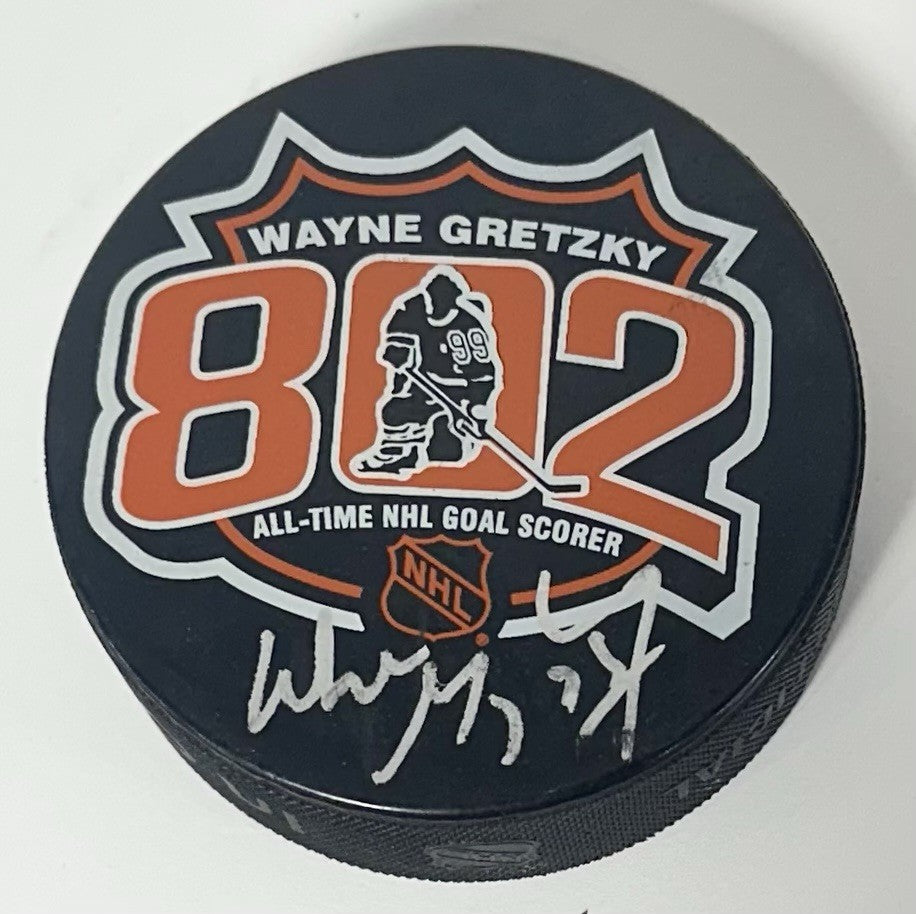 WAYNE GRETZKY
802
99
ALL-TIME NHL GOAL SCORER
NHL